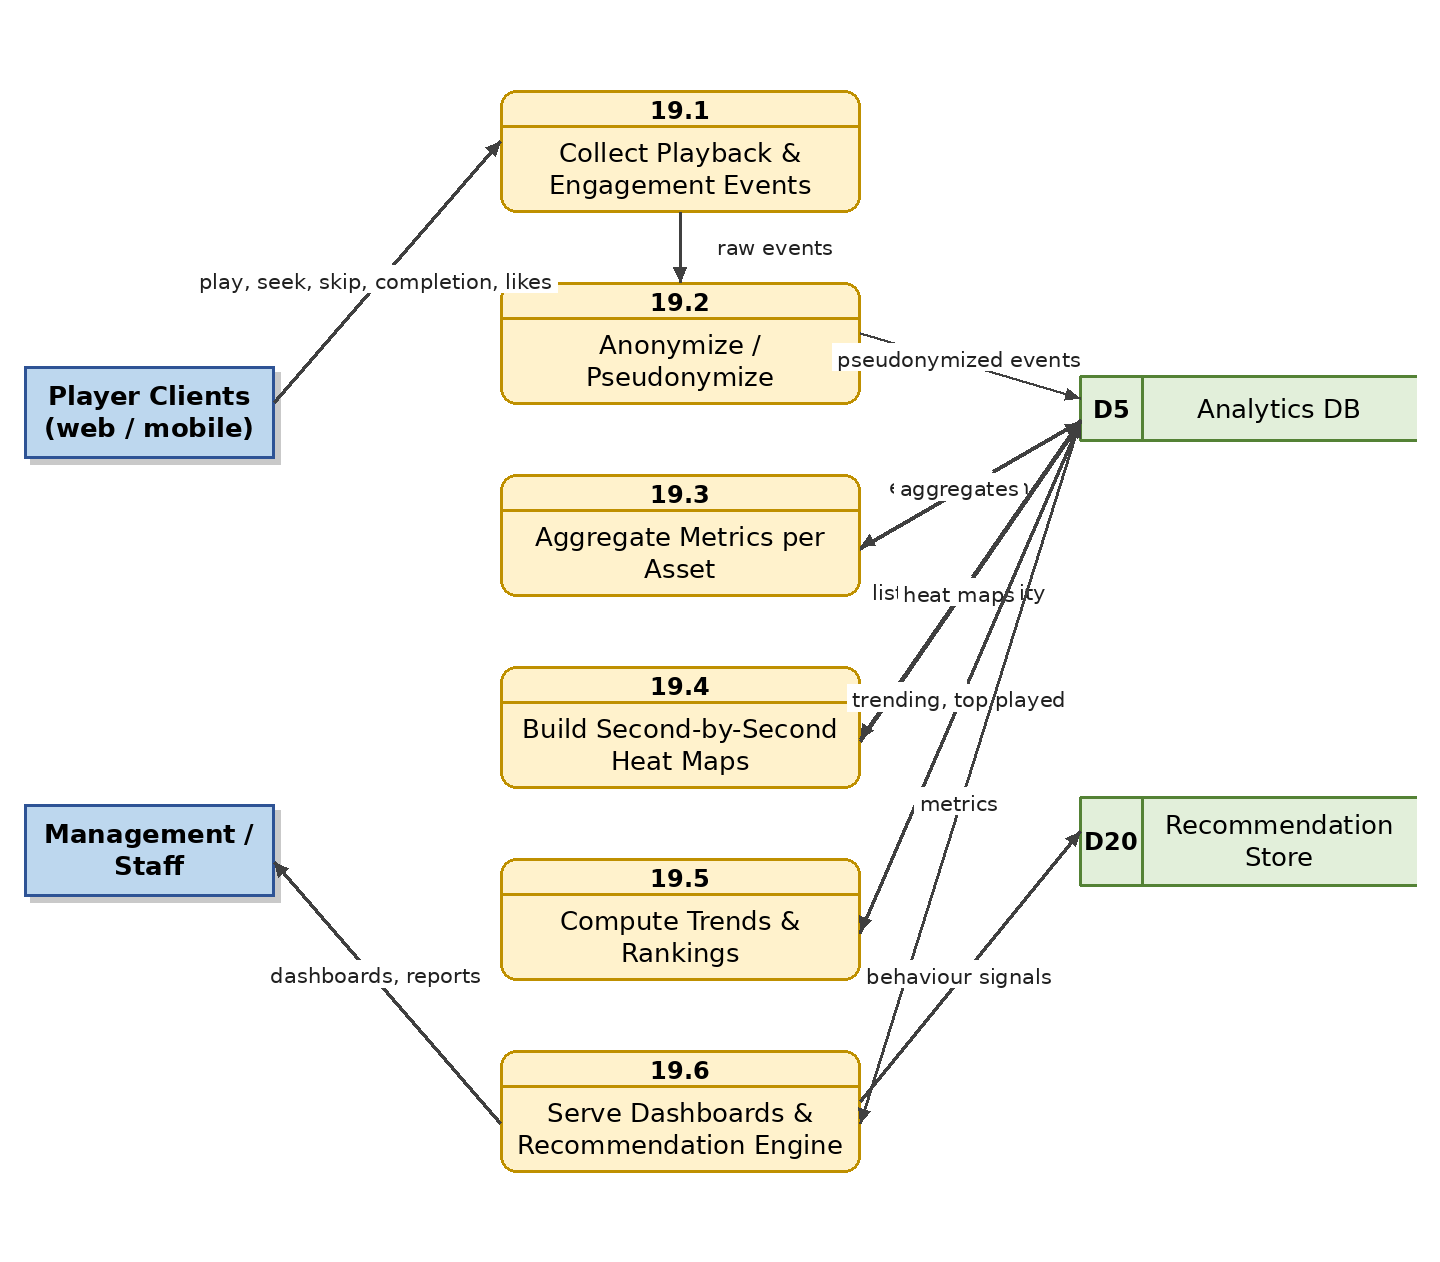 19.1
Collect Playback &
Engagement Events
raw events
play, seek, skip, completion, likes
19.2
Anonymize /
Pseudonymize
pseudonymized events
Player Clients
(web / mobile)
D5
Analytics DB
19.3
Aggregate Metrics per
Asset
aggregates
heat maps
19.4
Build Second-by-Second
Heat Maps
trending, top played
metrics
Management /
Staff
D20
Recommendation
Store
19.5
Compute Trends &
Rankings
dashboards, reports
behaviour signals
19.6
Serve Dashboards &
Recommendation Engine